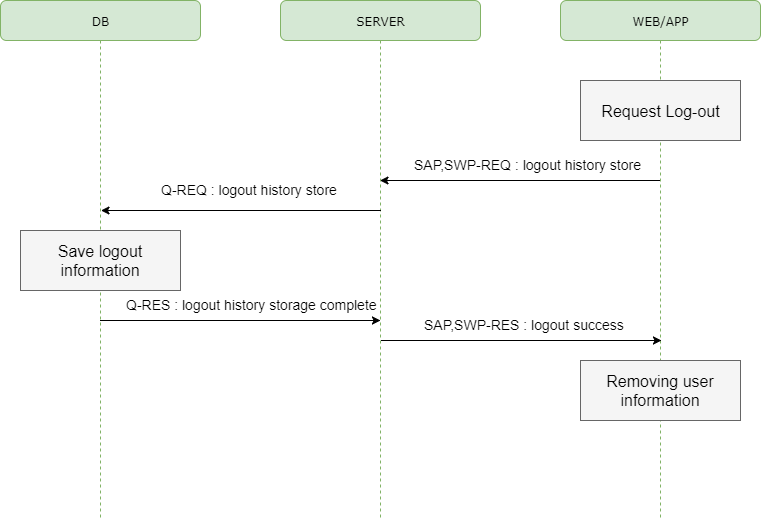 DB
SERVER
WEB/APP
Request Log-out
SAP,SWP-REQ : logout history store
Q-REQ : logout history store
Save logout
information
Q-RES : logout history storage complete
SAP,SWP-RES : logout success
Removing user
information